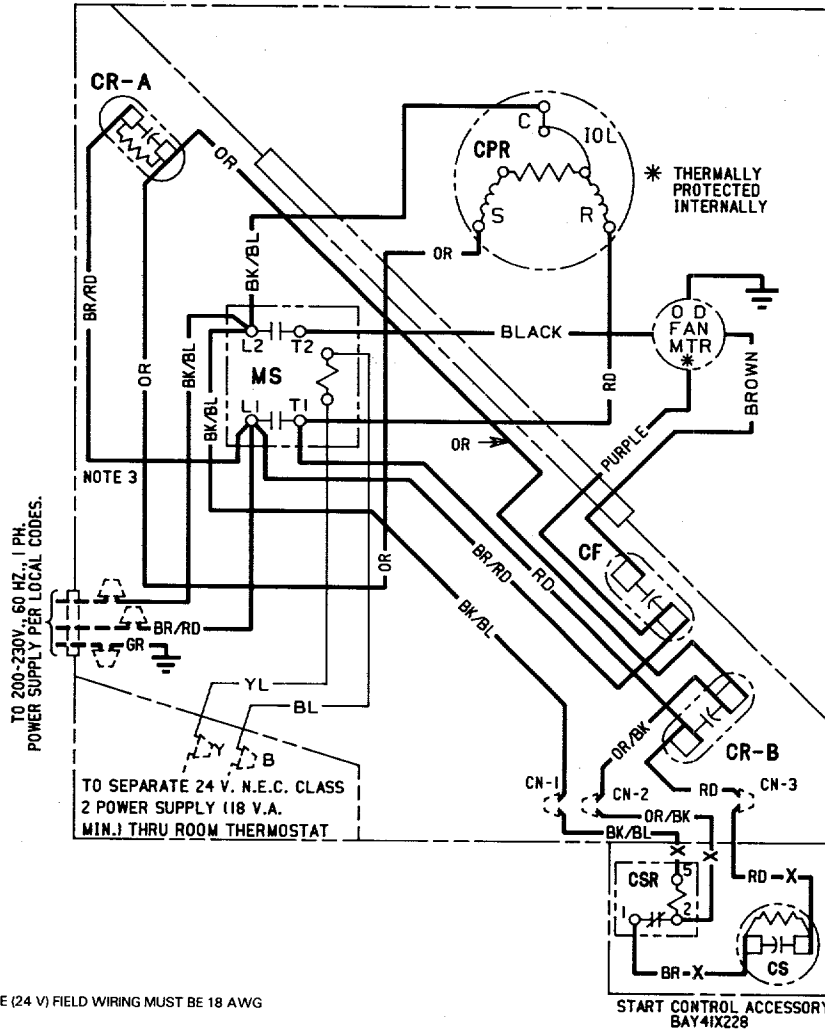 CR-A
OR
C
IOL
CPR
* THERMALLY
PROTECTED
INTERNALLY
S
R
OR
BK/BL
BR/RD
OR
BK/BL
BK/BL
L2
T2
BLACK
O D
FAN
MTR
*
MS
RD
BROWN
L1
T1
OR
PURPLE
NOTE 3
TO 200-230V., 60 HZ., 1 PH.
POWER SUPPLY PER LOCAL CODES.
OR
BR/RD
RD
CF
BK/BL
BR/RD
GR
YL
BL
Y
B
OR/BK
CR-B
TO SEPARATE 24 V. N.E.C. CLASS
2 POWER SUPPLY (18 V.A.
MIN.) THRU ROOM THERMOSTAT
CN-1
CN-2
RD
CN-3
OR/BK
BK/BL
X
X
CSR
5
RD-X
1
2
BR-X
CS
E (24 V) FIELD WIRING MUST BE 18 AWG
START CONTROL ACCESSORY
BAY41X228